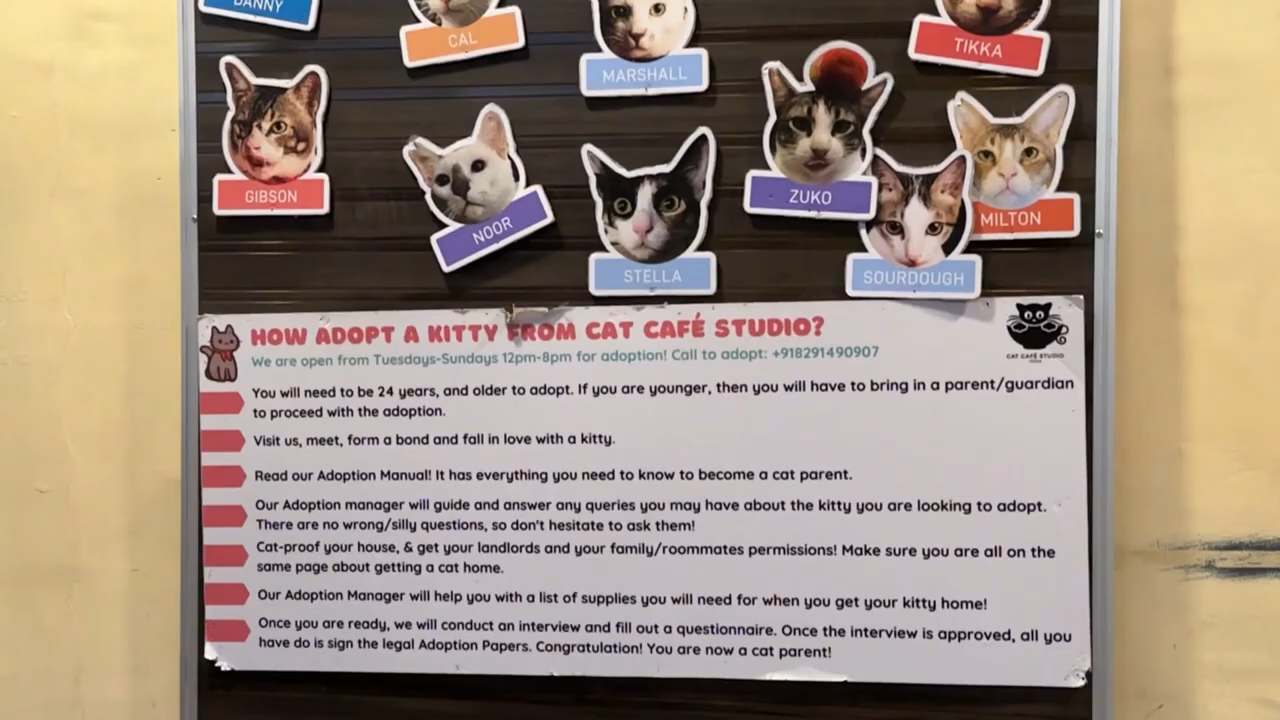 DANNY
CAL
MARSHALL
TIKKA
GIBSON
NOOR
STELLA
ZUKO
SOURDOUGH
MILTON
HOW ADOPT A KITTY FROM CAT CAFÉ STUDIO?
We are open from Tuesdays-Sundays 12pm-8pm for adoption! Call to adopt: +918291490907
CAT CAFÉ STUDIO
You will need to be 24 years, and older to adopt. If you are younger, then you will have to bring in a parent/guardian
to proceed with the adoption.
Visit us, meet, form a bond and fall in love with a kitty.
Read our Adoption Manual! It has everything you need to know to become a cat parent.
Our Adoption manager will guide and answer any queries you may have about the kitty you are looking to adopt.
There are no wrong/silly questions, so don't hesitate to ask them!
Cat-proof your house, & get your landlords and your family/roommates permissions! Make sure you are all on the
same page about getting a cat home.
Our Adoption Manager will help you with a list of supplies you will need for when you get your kitty home!
Once you are ready, we will conduct an interview and fill out a questionnaire. Once the interview is approved, all you
have do is sign the legal Adoption Papers. Congratulation! You are now a cat parent!